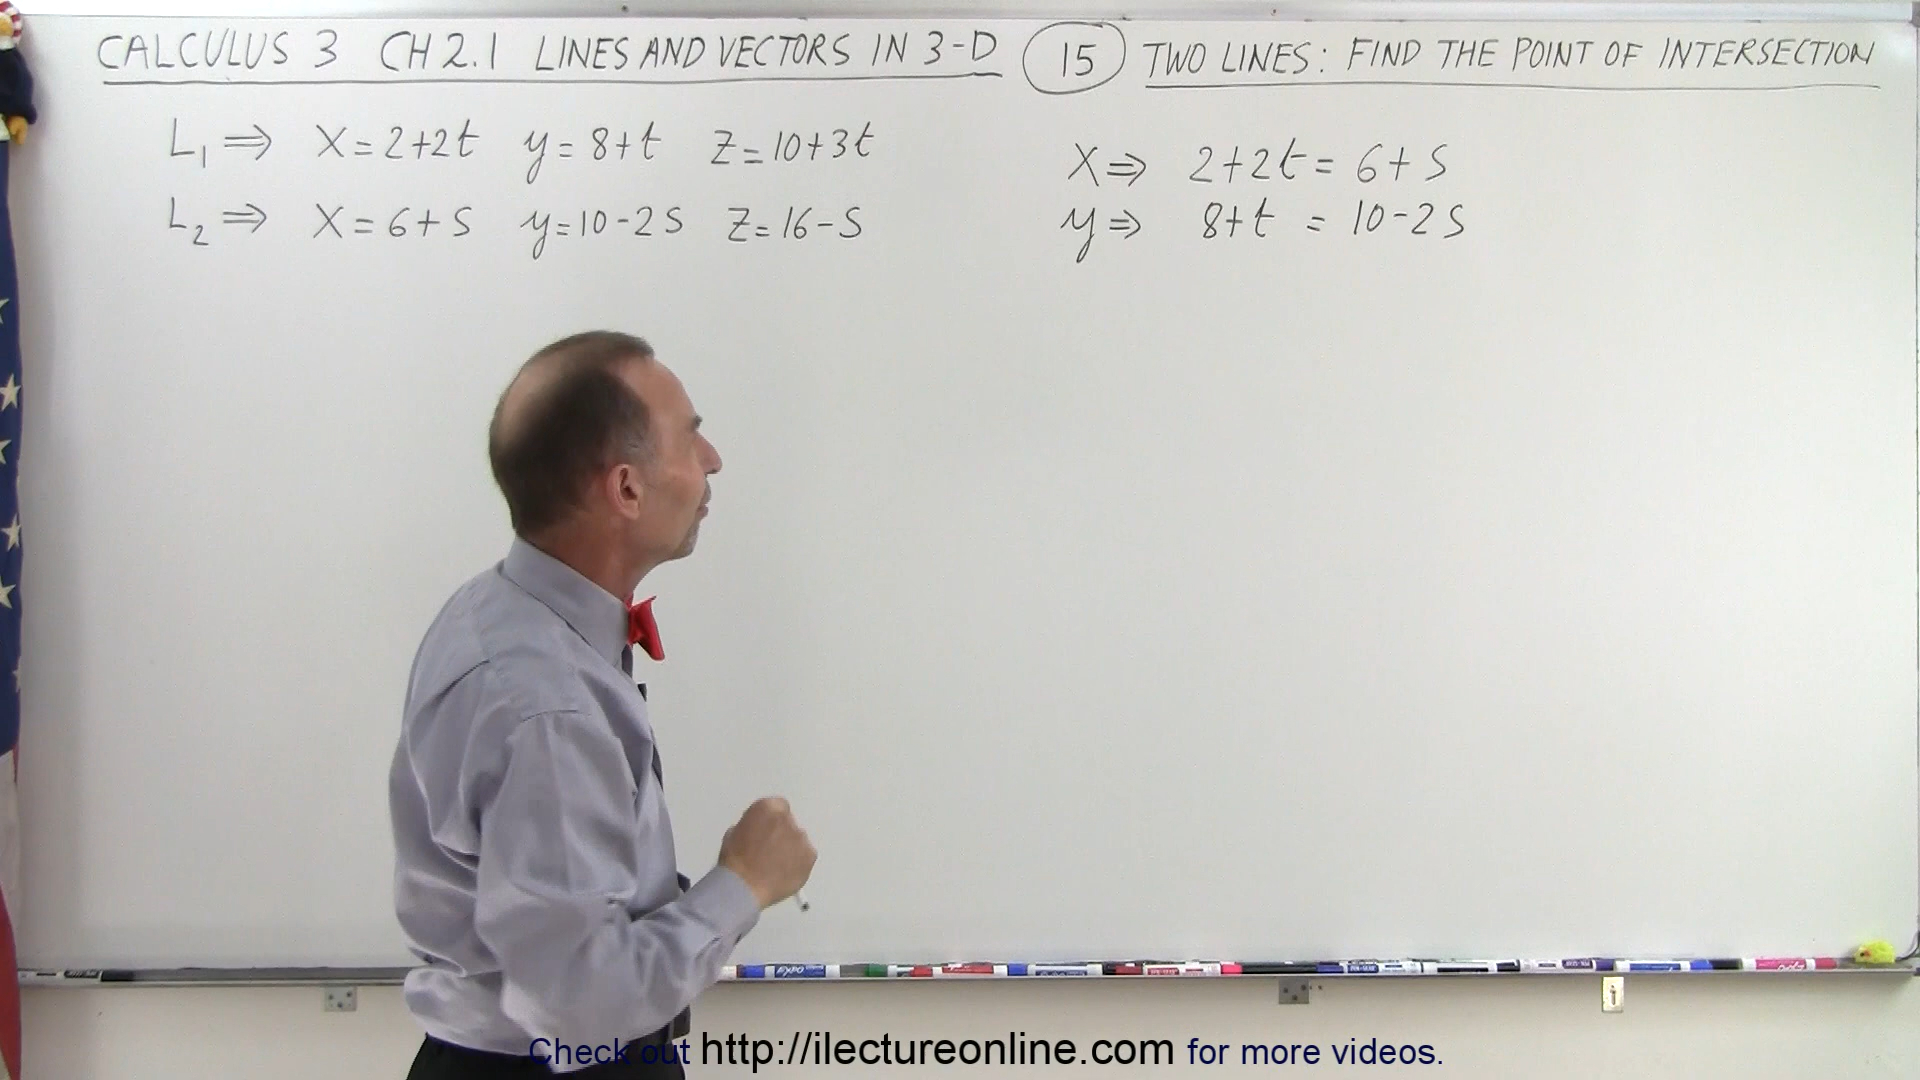 CALCULUS 3 CH 2.1 LINES AND VECTORS IN 3-D 15 TWO LINES: FIND THE POINT OF INTERSECTION
L₁ ⇒ X=2+2t y=8+t Z=10+3t
L₂ ⇒ X=6+S y=10-2S Z=16-S
X⇒ 2+2t=6+S
y⇒ 8+t=10-2S
EXPO
Check out http://ilectureonline.com for more videos.